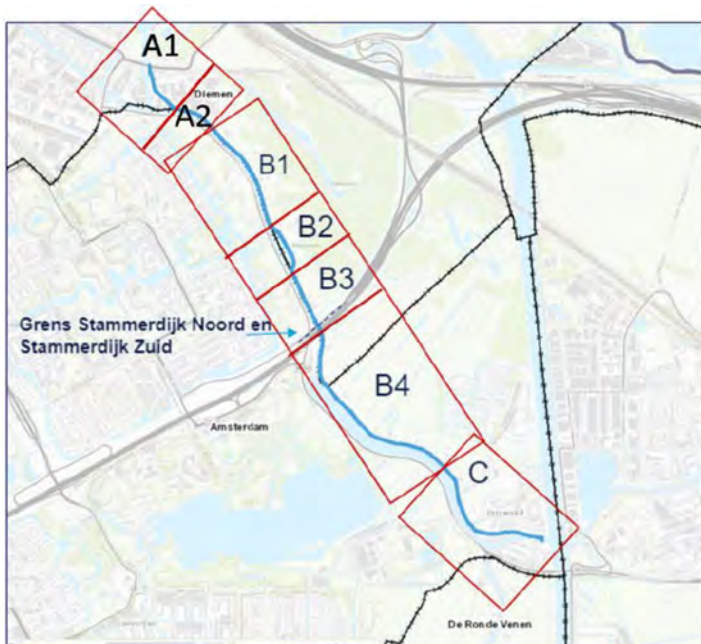 A1
Diemen
A2
B1
B2
B3
Grens Stammerdijk Noord en
Stammerdijk Zuid
B4
Amsterdam
C
De Ronde Venen